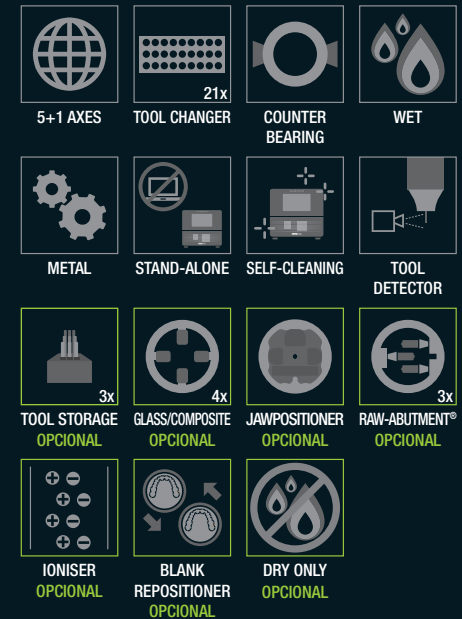 21x
5+1 AXES
TOOL CHANGER
COUNTER
BEARING
WET
METAL
STAND-ALONE
SELF-CLEANING
TOOL
DETECTOR
3x
TOOL STORAGE
OPCIONAL
4x
GLASS/COMPOSITE
OPCIONAL
JAWPOSITIONER
OPCIONAL
3x
RAW-ABUTMENT®
OPCIONAL
IONISER
OPCIONAL
BLANK
REPOSITIONER
OPCIONAL
DRY ONLY
OPCIONAL